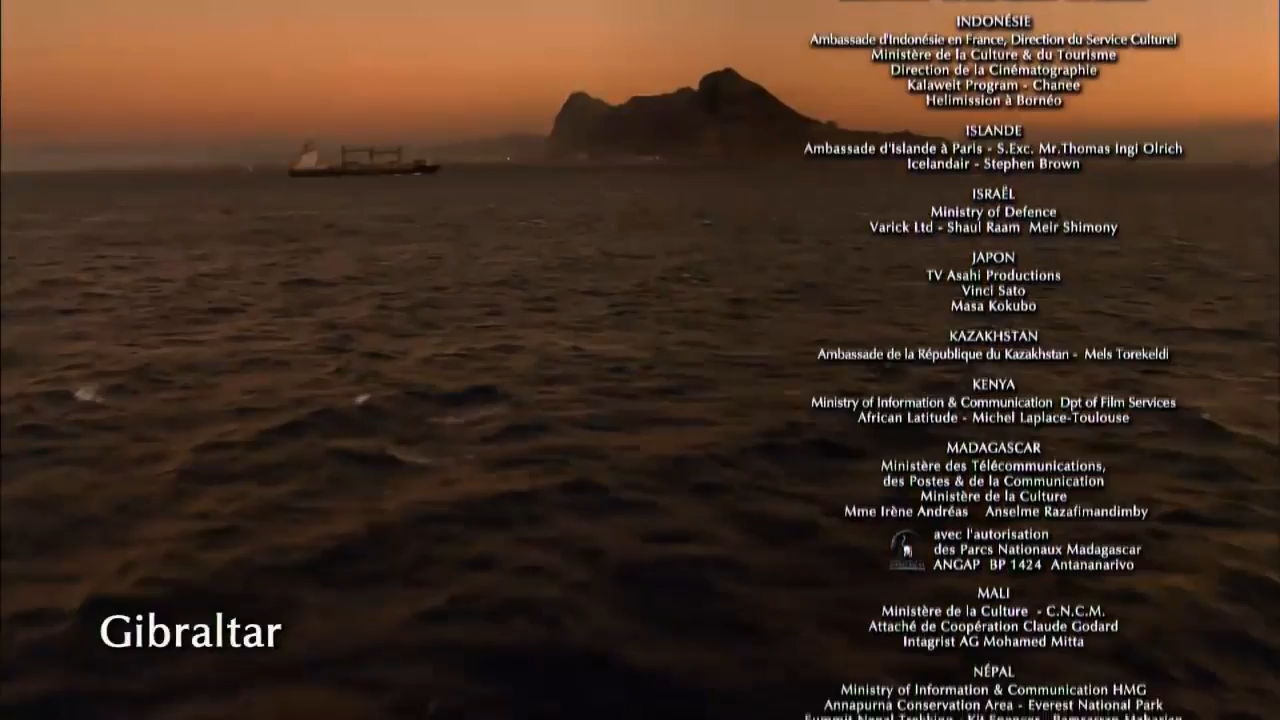 INDONÉSIE
Ambassade d'Indonésie en France, Direction du Service Culturel
Ministère de la Culture & du Tourisme
Direction de la Cinématographie
Kalaweit Program - Chanee
Helimission à Bornéo
ISLANDE
Ambassade d'Islande à Paris - S.Exc. Mr.Thomas Ingi Olrich
Icelandair - Stephen Brown
ISRAËL
Ministry of Defence
Varick Ltd - Shaul Raam Meir Shimony
JAPON
TV Asahi Productions
Vinci Sato
Masa Kokubo
KAZAKHSTAN
Ambassade de la République du Kazakhstan - Mels Torekeldi
KENYA
Ministry of Information & Communication Dpt of Film Services
African Latitude - Michel Laplace-Toulouse
MADAGASCAR
Ministère des Télécommunications,
des Postes & de la Communication
Ministère de la Culture
Mme Irène Andréas Anselme Razafimandimby
avec l'autorisation
des Parcs Nationaux Madagascar
ANGAP BP 1424 Antananarivo
MALI
Ministère de la Culture - C.N.C.M.
Attaché de Coopération Claude Godard
Intagrist AG Mohamed Mitta
NÉPAL
Ministry of Information & Communication HMG
Annapurna Conservation Area - Everest National Park
Gibraltar